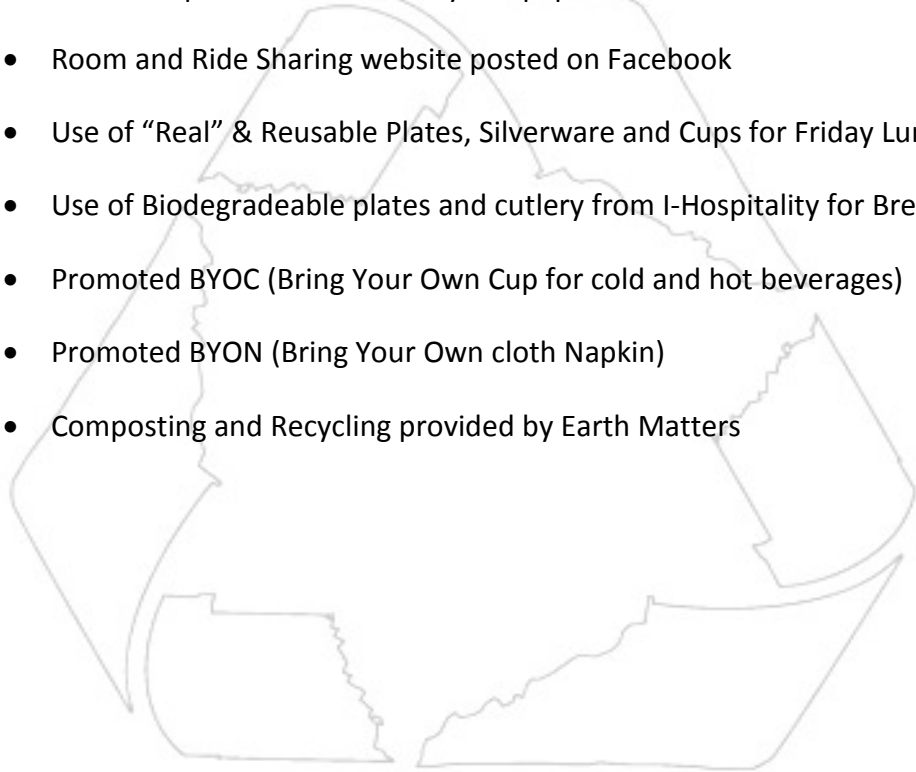 • Room and Ride Sharing website posted on Facebook
• Use of “Real” & Reusable Plates, Silverware and Cups for Friday
• Use of Biodegradeable plates and cutlery from I-Hospitality for
• Promoted BYOC (Bring Your Own Cup for cold and hot beverages)
• Promoted BYON (Bring Your Own cloth Napkin)
• Composting and Recycling provided by Earth Matters